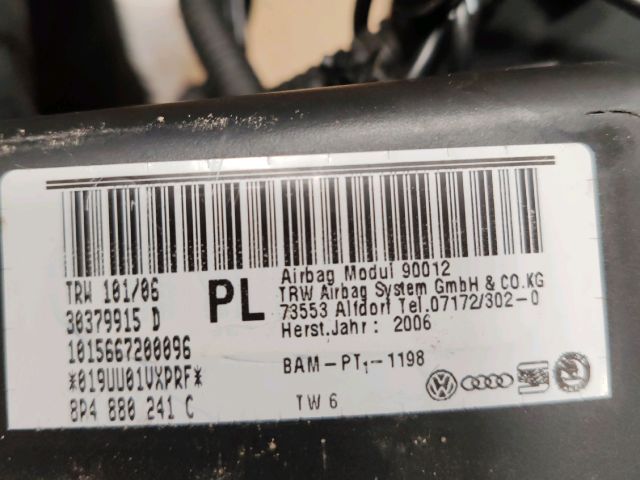 TRW 101/06
30379915 D
1015667200096
*019UU01VXPRF*
8P4 880 241 C
PL
Airbag Modul 90012
TRW Airbag System GmbH & CO.KG
73553 Alfdorf Tel.07172/302-0
Herst.Jahr: 2006
BAM-PT1-1198
TW 6